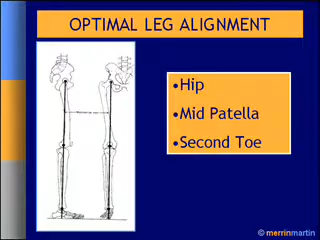 OPTIMAL LEG ALIGNMENT
•Hip
•Mid Patella
•Second Toe
© merrinmartin